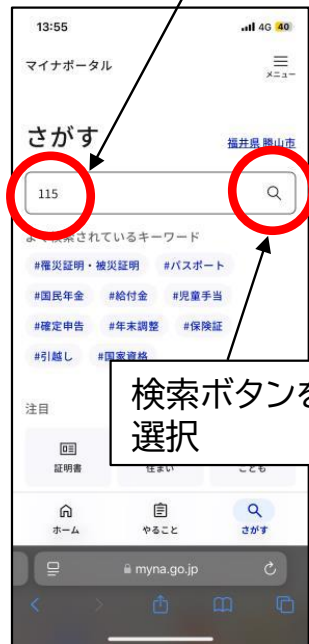 13:55
4G 40
マイナポータル
メニュー
さがす
福井県 勝山市
115
よく検索されているキーワード
#罹災証明・被災証明 #パスポート
#国民年金 #給付金 #児童手当
#確定申告 #年末調整 #保険証
#引越し #国家資格
検索ボタンを
選択
注目
証明書
住まい
こども
ホーム
やること
さがす
myna.go.jp